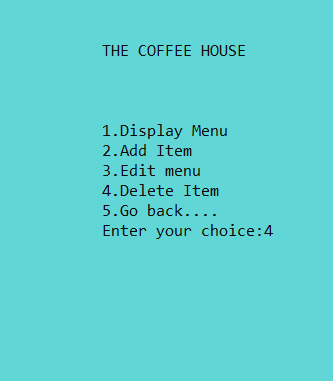 THE COFFEE HOUSE
1.Display Menu
2.Add Item
3.Edit menu
4.Delete Item
5.Go back....
Enter your choice:4